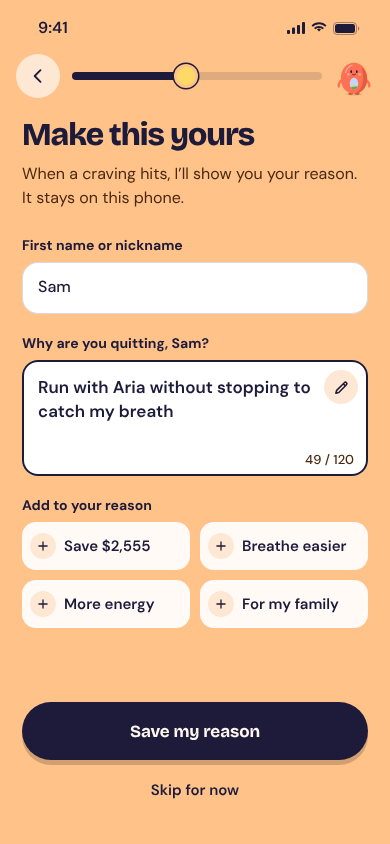 9:41
Make this yours
When a craving hits, I’ll show you your reason.
It stays on this phone.
First name or nickname
Sam
Why are you quitting, Sam?
Run with Aria without stopping to
catch my breath
49 / 120
Add to your reason
Save $2,555
Breathe easier
More energy
For my family
Save my reason
Skip for now